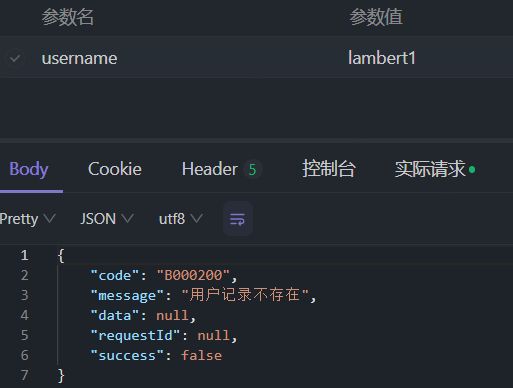 参数名 参数值
username lambert1
Body Cookie Header 5 控制台 实际请求
Pretty JSON utf8
1 {
2 "code": "B000200",
3 "message": "用户记录不存在",
4 "data": null,
5 "requestId": null,
6 "success": false
7 }